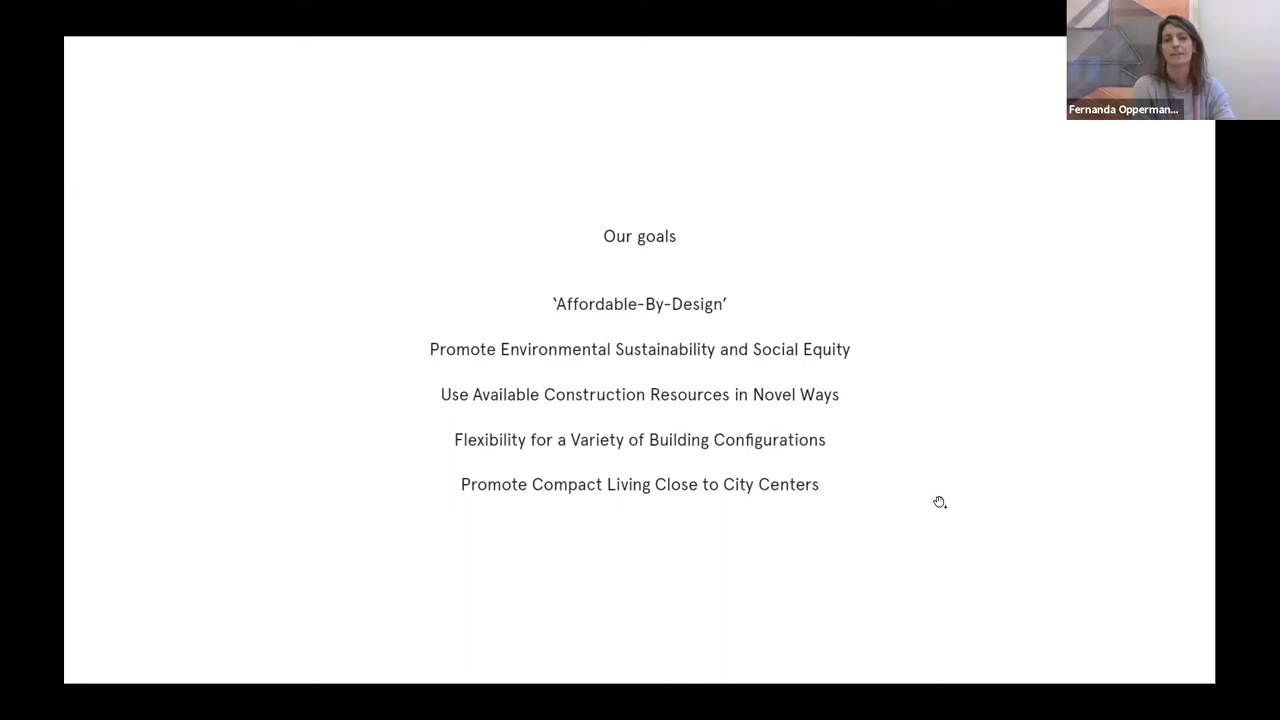 Fernanda Opperman...
Our goals
‘Affordable-By-Design’
Promote Environmental Sustainability and Social Equity
Use Available Construction Resources in Novel Ways
Flexibility for a Variety of Building Configurations
Promote Compact Living Close to City Centers